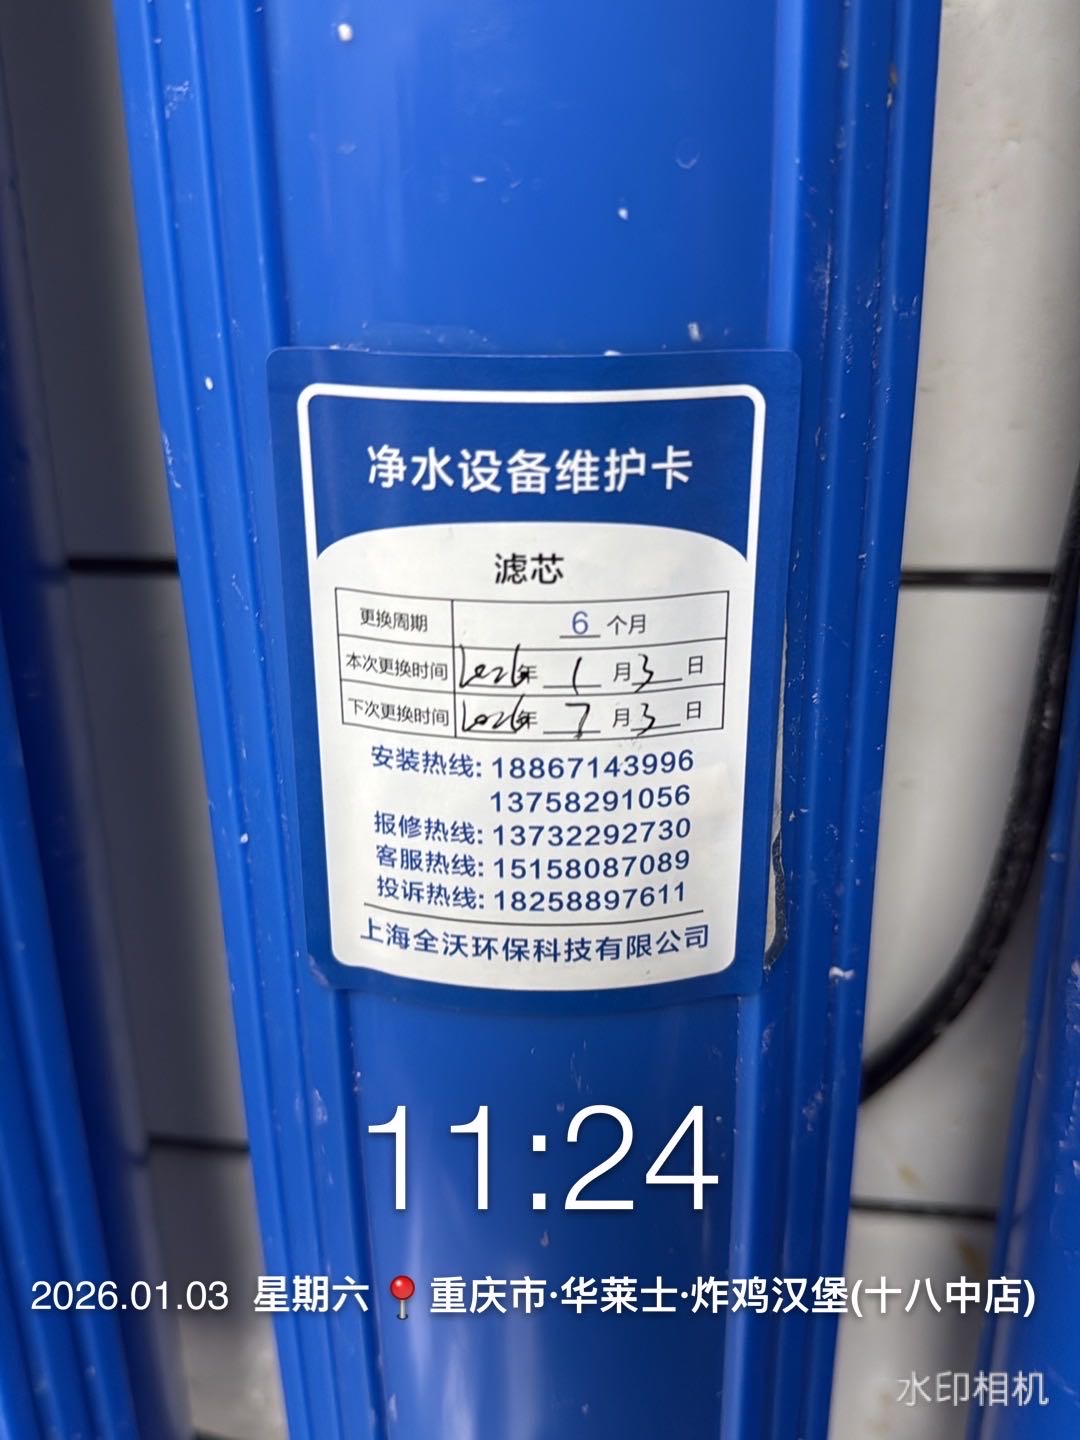 净水设备维护卡
滤芯
更换周期 6 个月
本次更换时间 2026年 1 月 3 日
下次更换时间 2026年 7 月 3 日
安装热线: 18867143996
13758291056
报修热线: 13732292730
客服热线: 15158087089
投诉热线: 18258897611
上海全沃环保科技有限公司
11:24
2026.01.03 星期六 📍重庆市·华莱士·炸鸡汉堡(十八中店)
水印相机